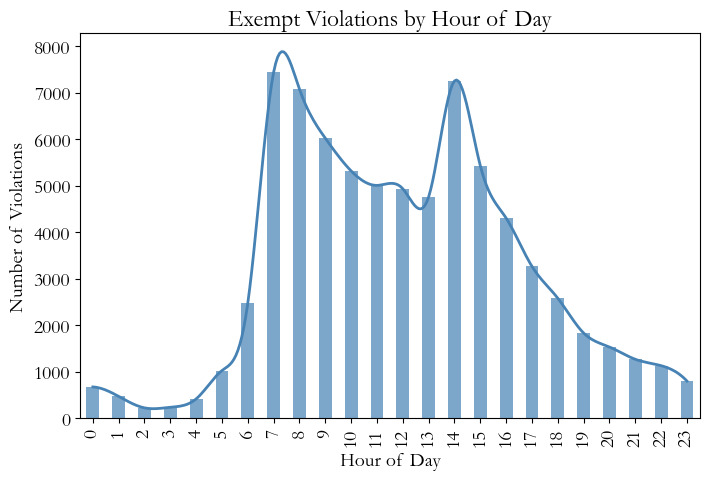 Exempt Violations by Hour of Day
Number of Violations
8000
7000
6000
5000
4000
3000
2000
1000
0
0 1 2 3 4 5 6 7 8 9 10 11 12 13 14 15 16 17 18 19 20 21 22 23
Hour of Day